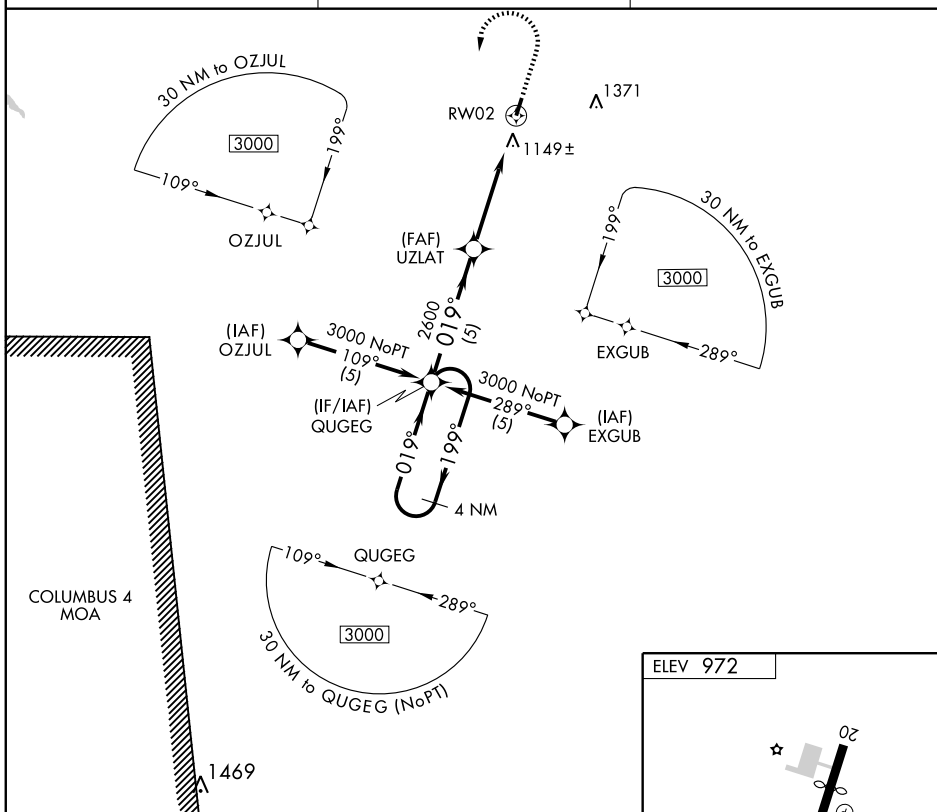 30 NM to OZJUL
3000
199°
109°
OZJUL
RW02
1371
1149±
30 NM to EXGUB
199°
3000
EXGUB
289°
(FAF)
UZLAT
2600
019°
(5)
(IAF)
OZJUL
3000 NoPT
109°
(5)
(IF/IAF)
QUGEG
3000 NoPT
289°
(5)
(IAF)
EXGUB
019°
199°
4 NM
109°
QUGEG
289°
3000
30 NM to QUGEG (NoPT)
COLUMBUS 4
MOA
1469
ELEV 972
20